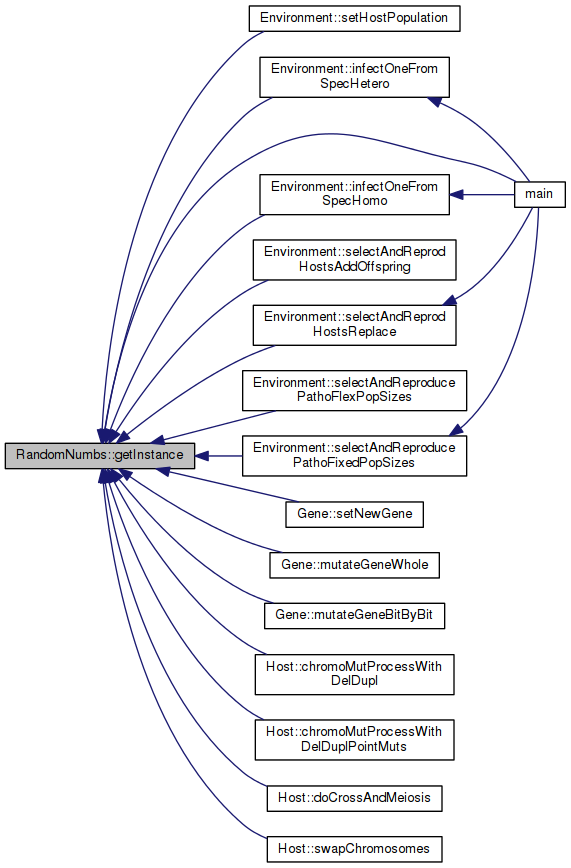 Environment::setHostPopulation
Environment::infectOneFrom
SpecHetero
main
Environment::infectOneFrom
SpecHomo
Environment::selectAndReprod
HostsAddOffspring
Environment::selectAndReprod
HostsReplace
Environment::selectAndReproduce
PathoFlexPopSizes
RandomNumbs::getInstance
Environment::selectAndReproduce
PathoFixedPopSizes
Gene::setNewGene
Gene::mutateGeneWhole
Gene::mutateGeneBitByBit
Host::chromoMutProcessWith
DelDupl
Host::chromoMutProcessWith
DelDuplPointMuts
Host::doCrossAndMeiosis
Host::swapChromosomes